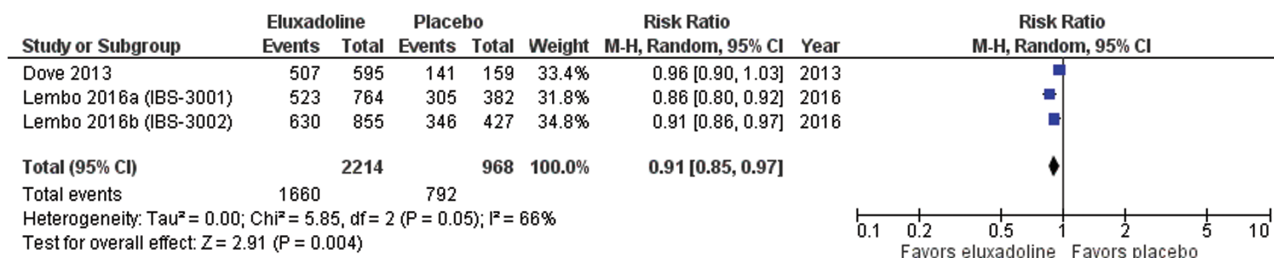 Eluxadoline Placebo Risk Ratio Risk Ratio
Study or Subgroup Events Total Events Total Weight M-H, Random, 95% CI Year M-H, Random, 95% CI
Dove 2013 507 595 141 159 33.4% 0.96 [0.90, 1.03] 2013
Lembo 2016a (IBS-3001) 523 764 305 382 31.8% 0.86 [0.80, 0.92] 2016
Lembo 2016b (IBS-3002) 630 855 346 427 34.8% 0.91 [0.86, 0.97] 2016
Total (95% CI) 2214 968 100.0% 0.91 [0.85, 0.97]
Total events 1660 792
Heterogeneity: Tau² = 0.00; Chi² = 5.85, df = 2 (P = 0.05); I² = 66%
Test for overall effect: Z = 2.91 (P = 0.004)
0.1 0.2 0.5 1 2 5 10
Favors eluxadoline Favors placebo